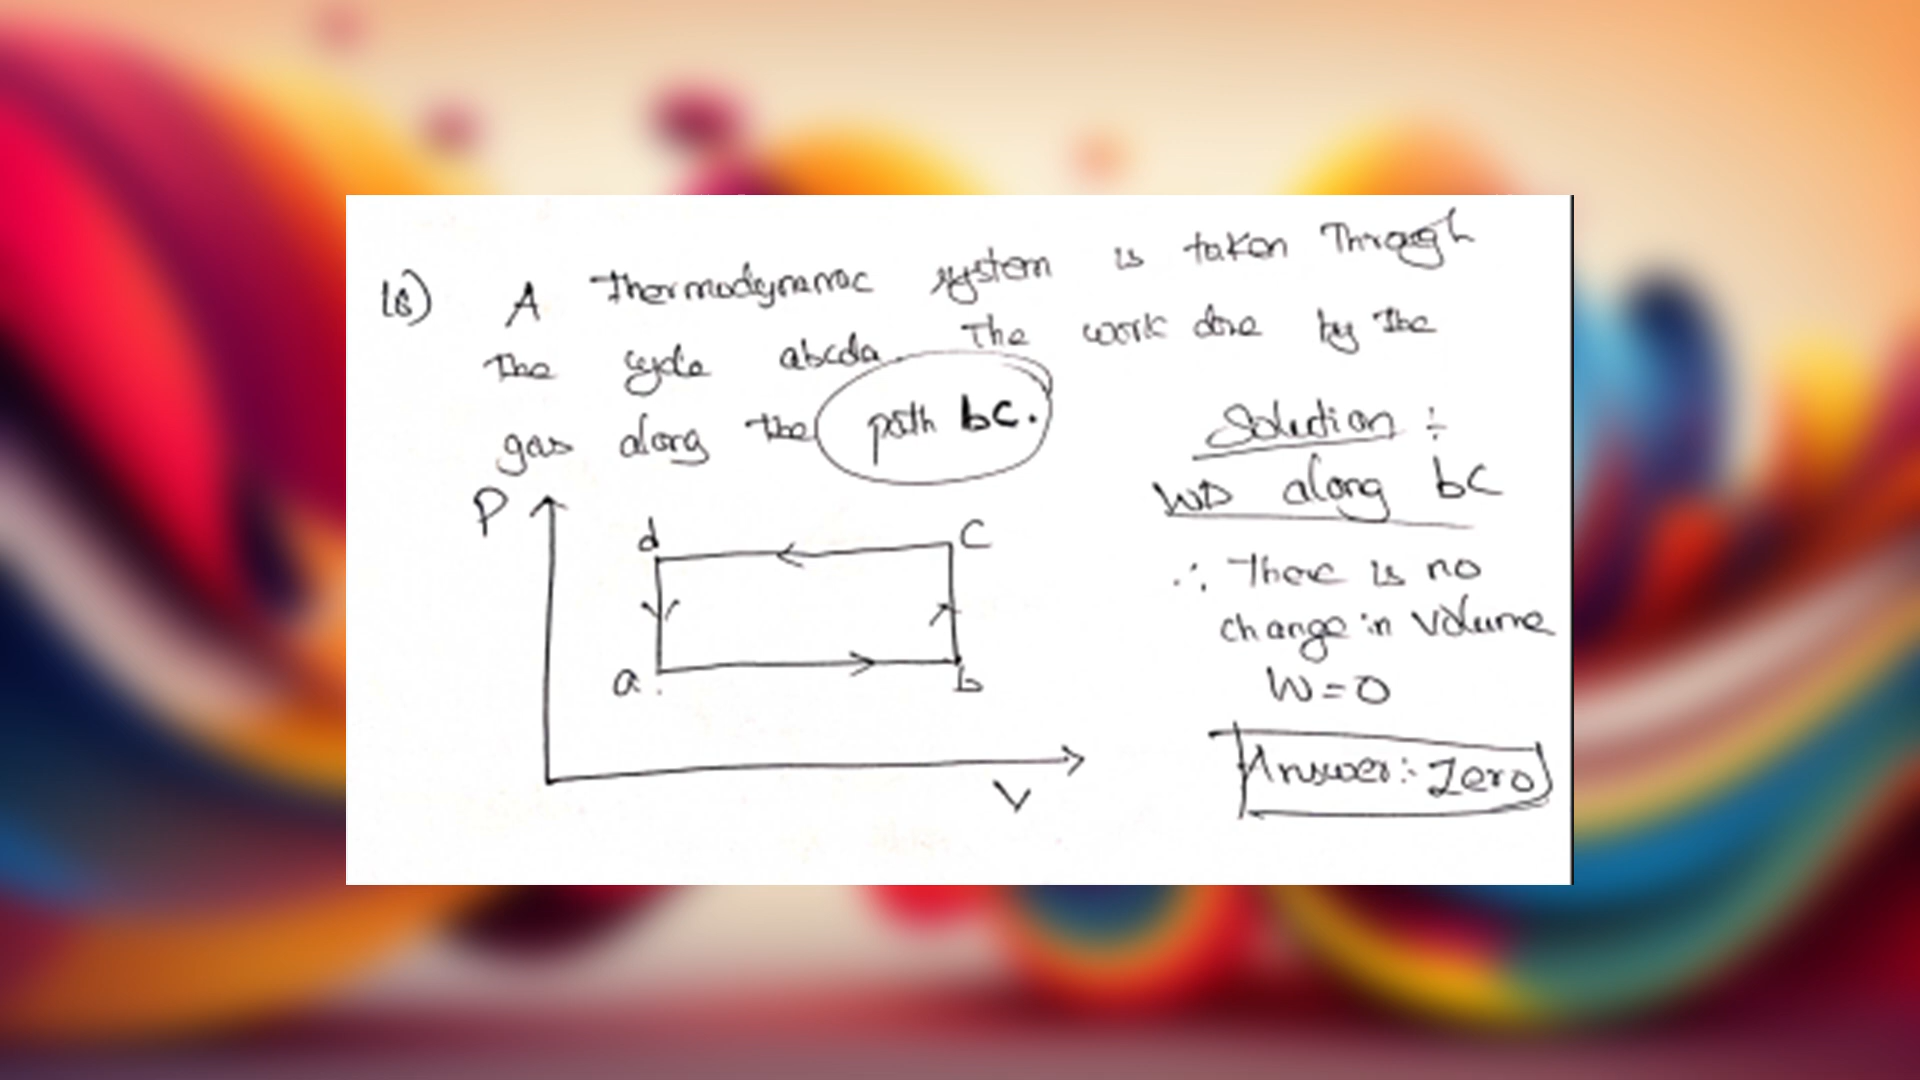 16) A thermodynamic system is taken Through
The cycle abcda. The work done by the
gas along the path bc.
Solution :-
WD along bc
∴ There is no
change in volume
W = 0
Answer :- Zero
P
d
c
a
b
V